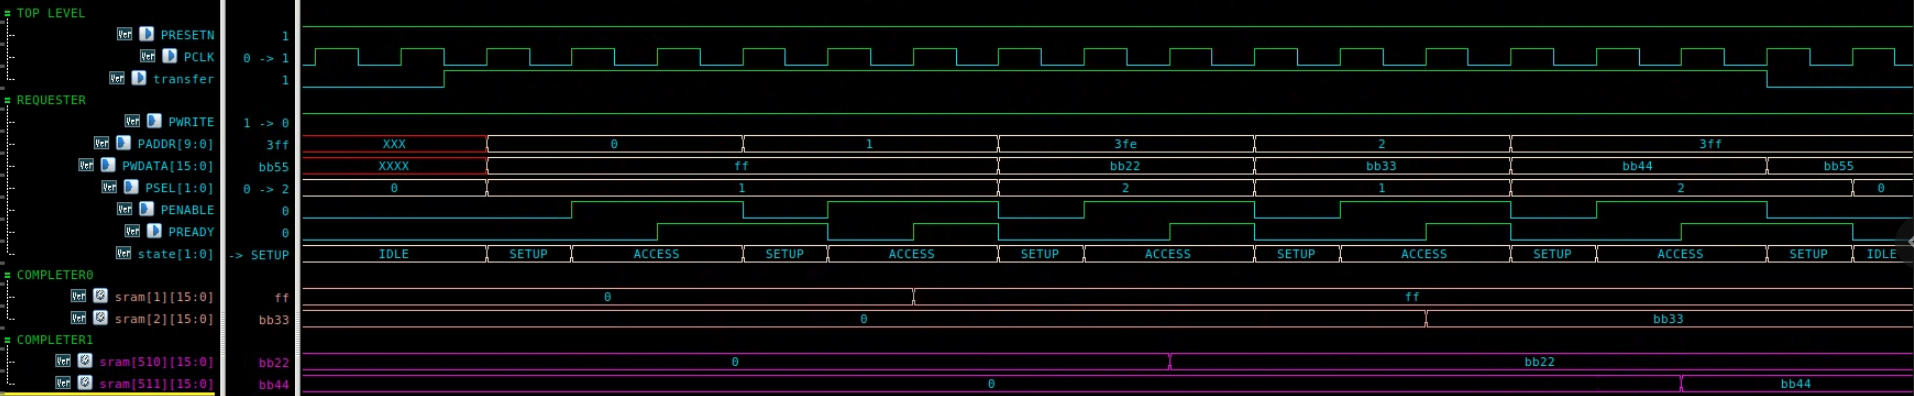 TOP LEVEL
Ver PRESETN 1
Ver PCLK 0 -> 1
Ver transfer 1
REQUESTER
Ver PWRITE 1 -> 0
Ver PADDR[9:0] 3ff XXX 0 1 3fe 2 3ff
Ver PWDATA[15:0] bb55 XXXX ff bb22 bb33 bb44 bb55
Ver PSEL[1:0] 0 -> 2 0 1 2 1 2 0
Ver PENABLE 0
Ver PREADY 0
Ver state[1:0] -> SETUP IDLE SETUP ACCESS SETUP ACCESS SETUP ACCESS SETUP ACCESS SETUP ACCESS SETUP IDLE
COMPLETER0
Ver sram[1][15:0] ff 0 ff
Ver sram[2][15:0] bb33 0 bb33
COMPLETER1
Ver sram[510][15:0] bb22 0 bb22
Ver sram[511][15:0] bb44 0 bb44